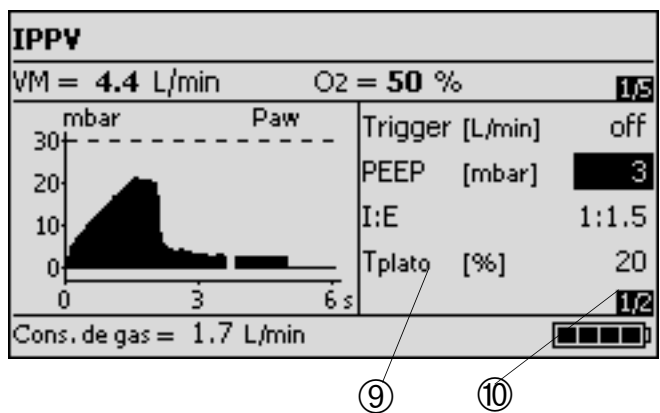 IPPV
VM = 4.4 L/min O2 = 50 % 1/5
mbar Paw
30
20
10
0
0 3 6 s
Trigger [L/min] off
PEEP [mbar] 3
I:E 1:1.5
Tplato [%] 20
1/2
Cons. de gas = 1.7 L/min
⑨ ⑩